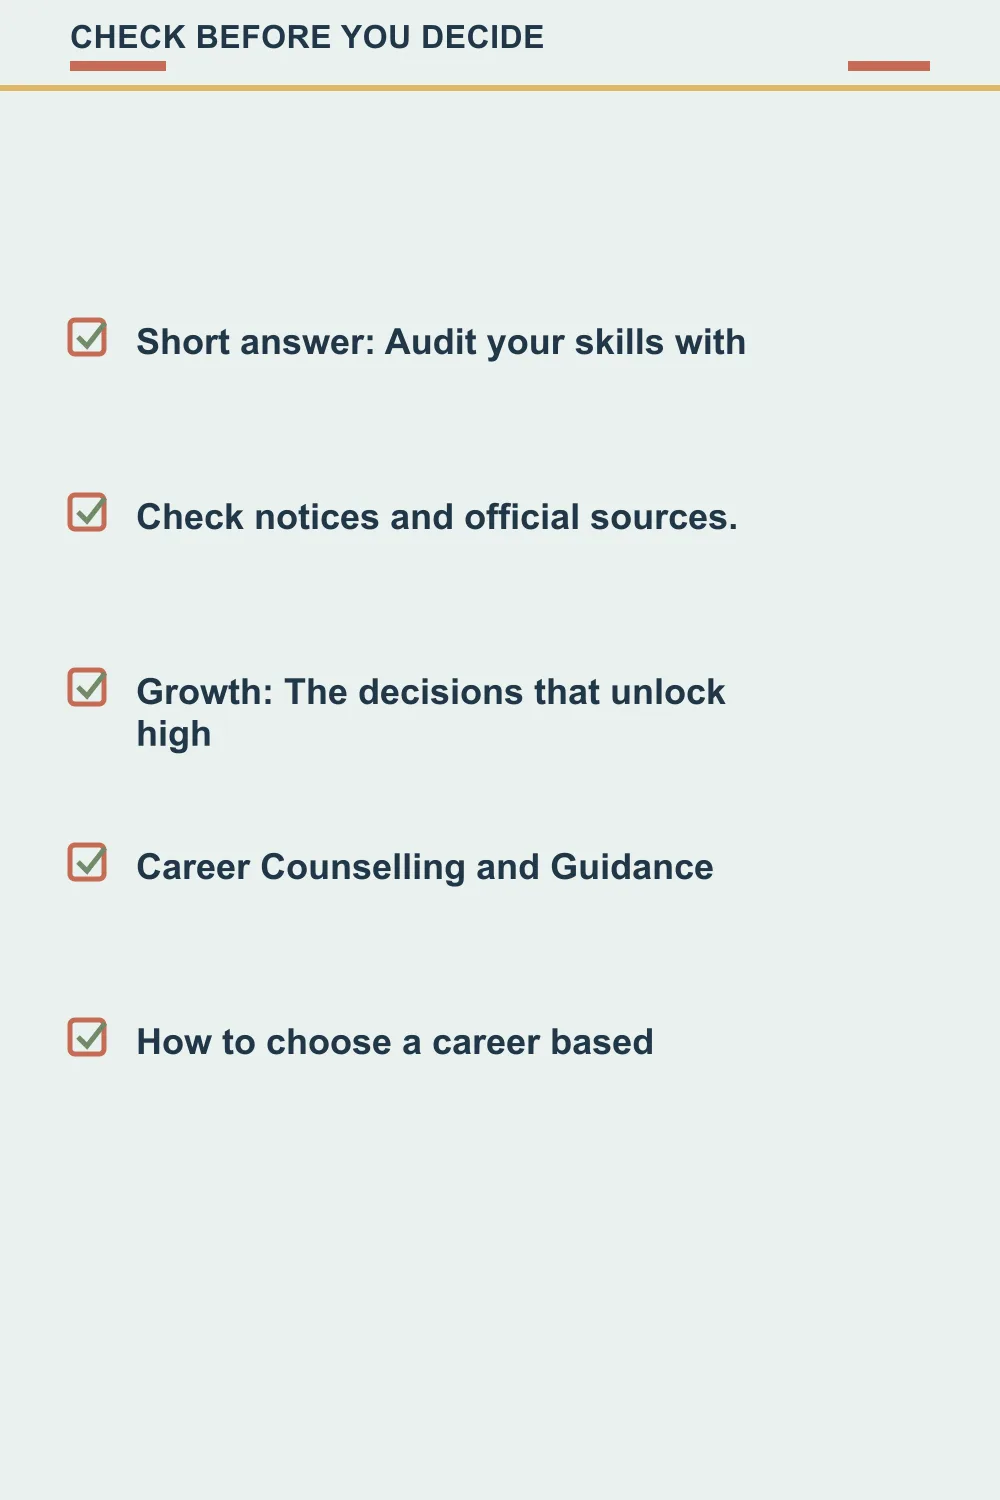 CHECK BEFORE YOU DECIDE
Short answer: Audit your skills with
Check notices and official sources.
Growth: The decisions that unlock
high
Career Counselling and Guidance
How to choose a career based